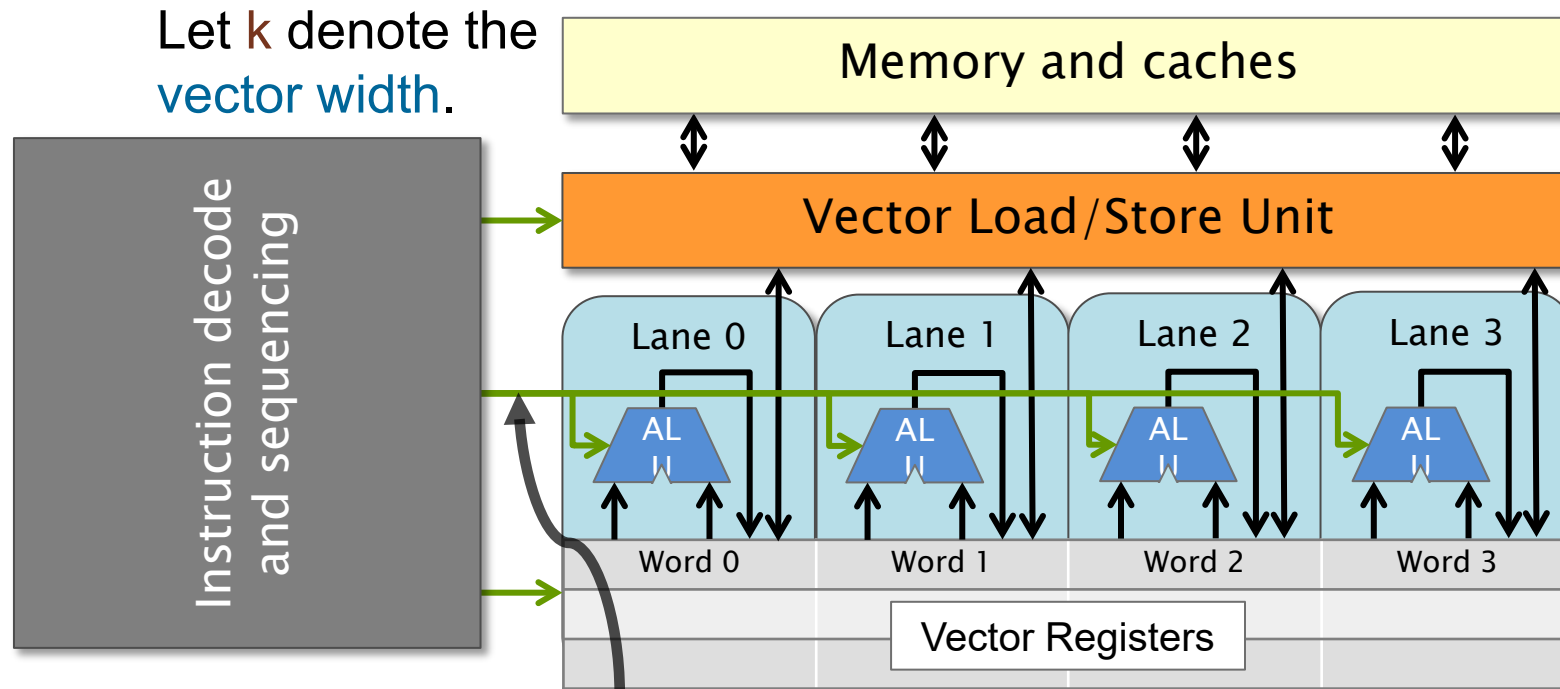 Let k denote the
vector width.
Memory and caches
Instruction decode
and sequencing
Vector Load/Store Unit
Lane 0
Lane 1
Lane 2
Lane 3
AL
U
AL
U
AL
U
AL
U
Word 0
Word 1
Word 2
Word 3
Vector Registers